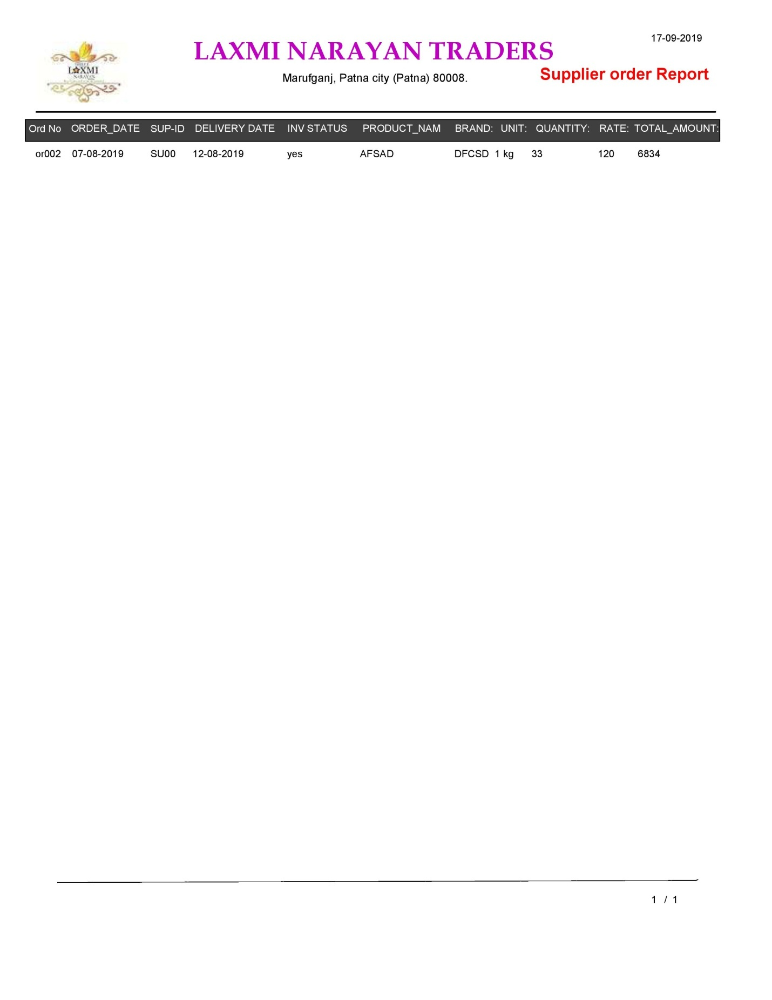 17-09-2019
LAXMI NARAYAN TRADERS
LAXMI
NARAYAN
Marufganj, Patna city (Patna) 80008.
Supplier order Report
Ord No ORDER_DATE SUP-ID DELIVERY DATE INV STATUS PRODUCT_NAM BRAND: UNIT: QUANTITY: RATE: TOTAL_AMOUNT:
or002 07-08-2019 SU00 12-08-2019 yes AFSAD DFCSD 1 kg 33 120 6834
1 / 1